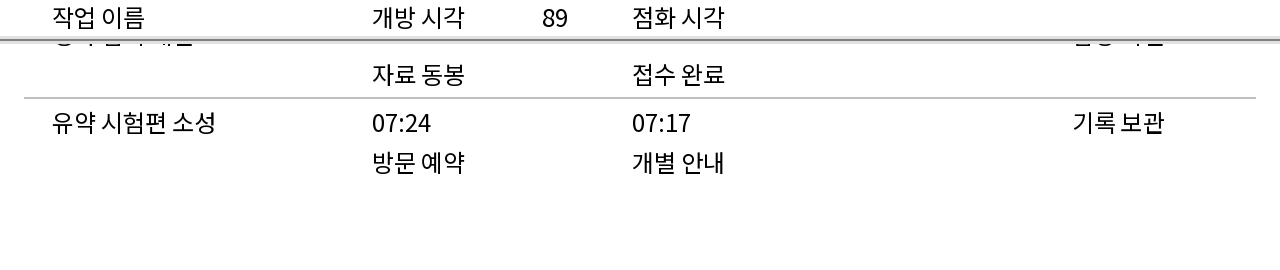 작업 이름 개방 시각 89 점화 시각
자료 동봉 접수 완료
유약 시험편 소성 07:24 07:17 기록 보관
방문 예약 개별 안내